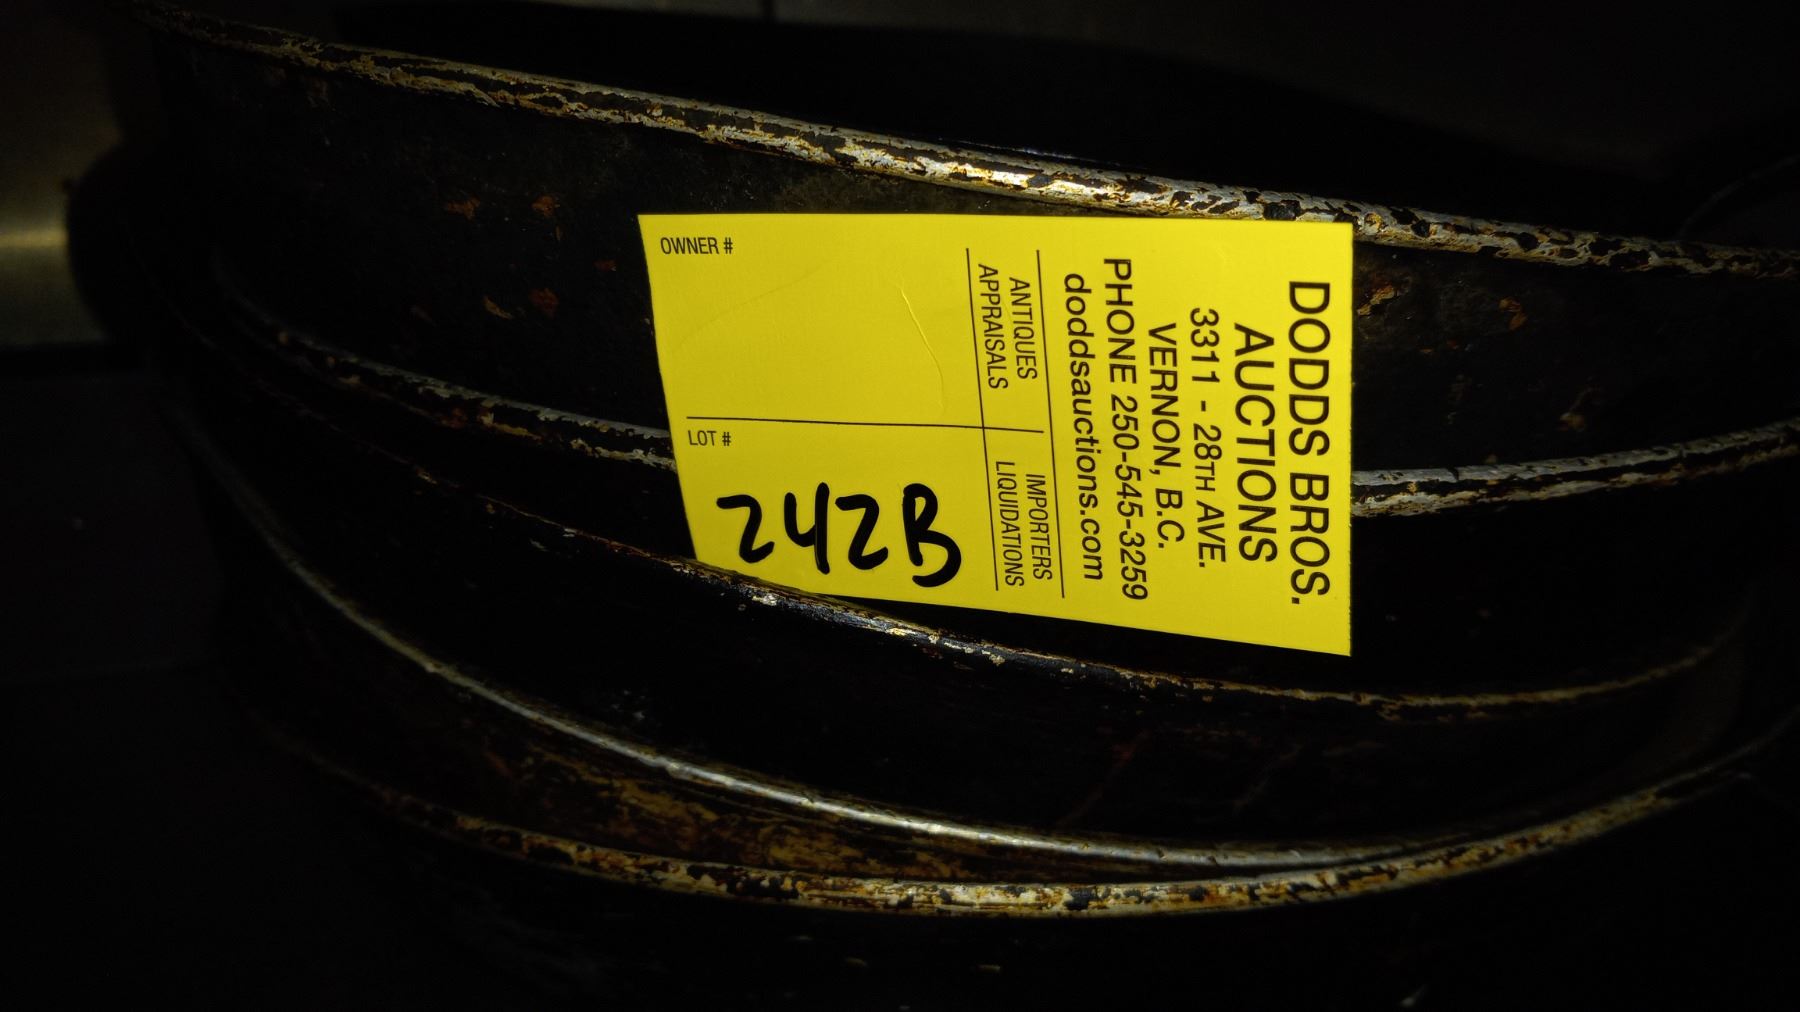 DODDS BROS.
AUCTIONS
3311 - 28TH AVE.
VERNON, B.C.
PHONE 250-545-3259
doddsauctions.com
ANTIQUES
APPRAISALS
IMPORTERS
LIQUIDATIONS
OWNER #
LOT #
242B